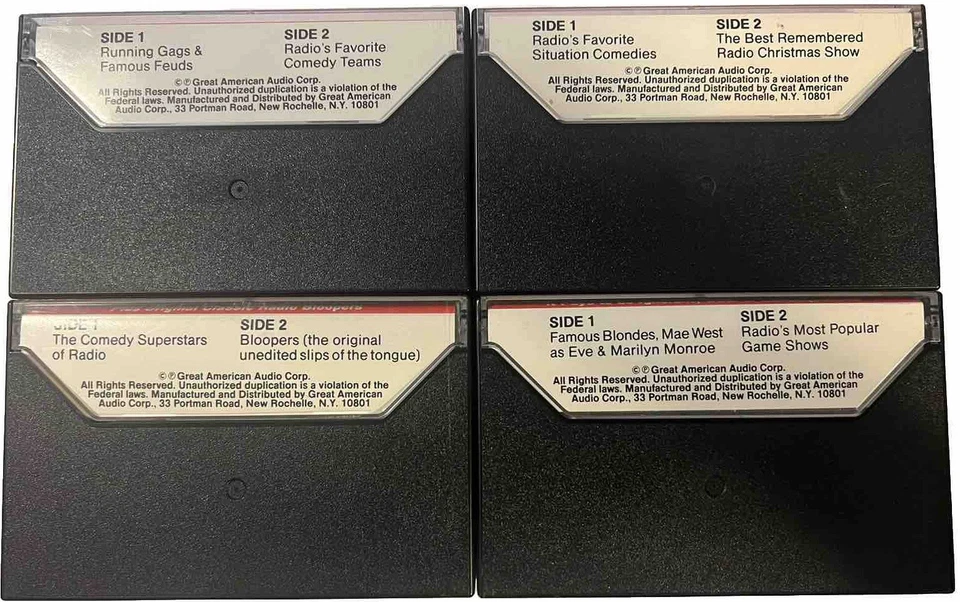 SIDE 1
Running Gags &
Famous Feuds
SIDE 2
Radio's Favorite
Comedy Teams
©℗Great American Audio Corp.
All Rights Reserved. Unauthorized duplication is a violation of the
Federal laws. Manufactured and Distributed by Great American
Audio Corp., 33 Portman Road, New Rochelle, N.Y. 10801
SIDE 1
Radio's Favorite
Situation Comedies
SIDE 2
The Best Remembered
Radio Christmas Show
©℗Great American Audio Corp.
All Rights Reserved. Unauthorized duplication is a violation of the
Federal laws. Manufactured and Distributed by Great American
Audio Corp., 33 Portman Road, New Rochelle, N.Y. 10801
Plus Original Classic Radio Bloopers
SIDE 1
The Comedy Superstars
of Radio
SIDE 2
Bloopers (the original
unedited slips of the tongue)
©℗Great American Audio Corp.
All Rights Reserved. Unauthorized duplication is a violation of the
Federal laws. Manufactured and Distributed by Great American
Audio Corp., 33 Portman Road, New Rochelle, N.Y. 10801
SIDE 1
Famous Blondes, Mae West
as Eve & Marilyn Monroe
SIDE 2
Radio's Most Popular
Game Shows
©℗Great American Audio Corp.
All Rights Reserved. Unauthorized duplication is a violation of the
Federal laws. Manufactured and Distributed by Great American
Audio Corp., 33 Portman Road, New Rochelle, N.Y. 10801